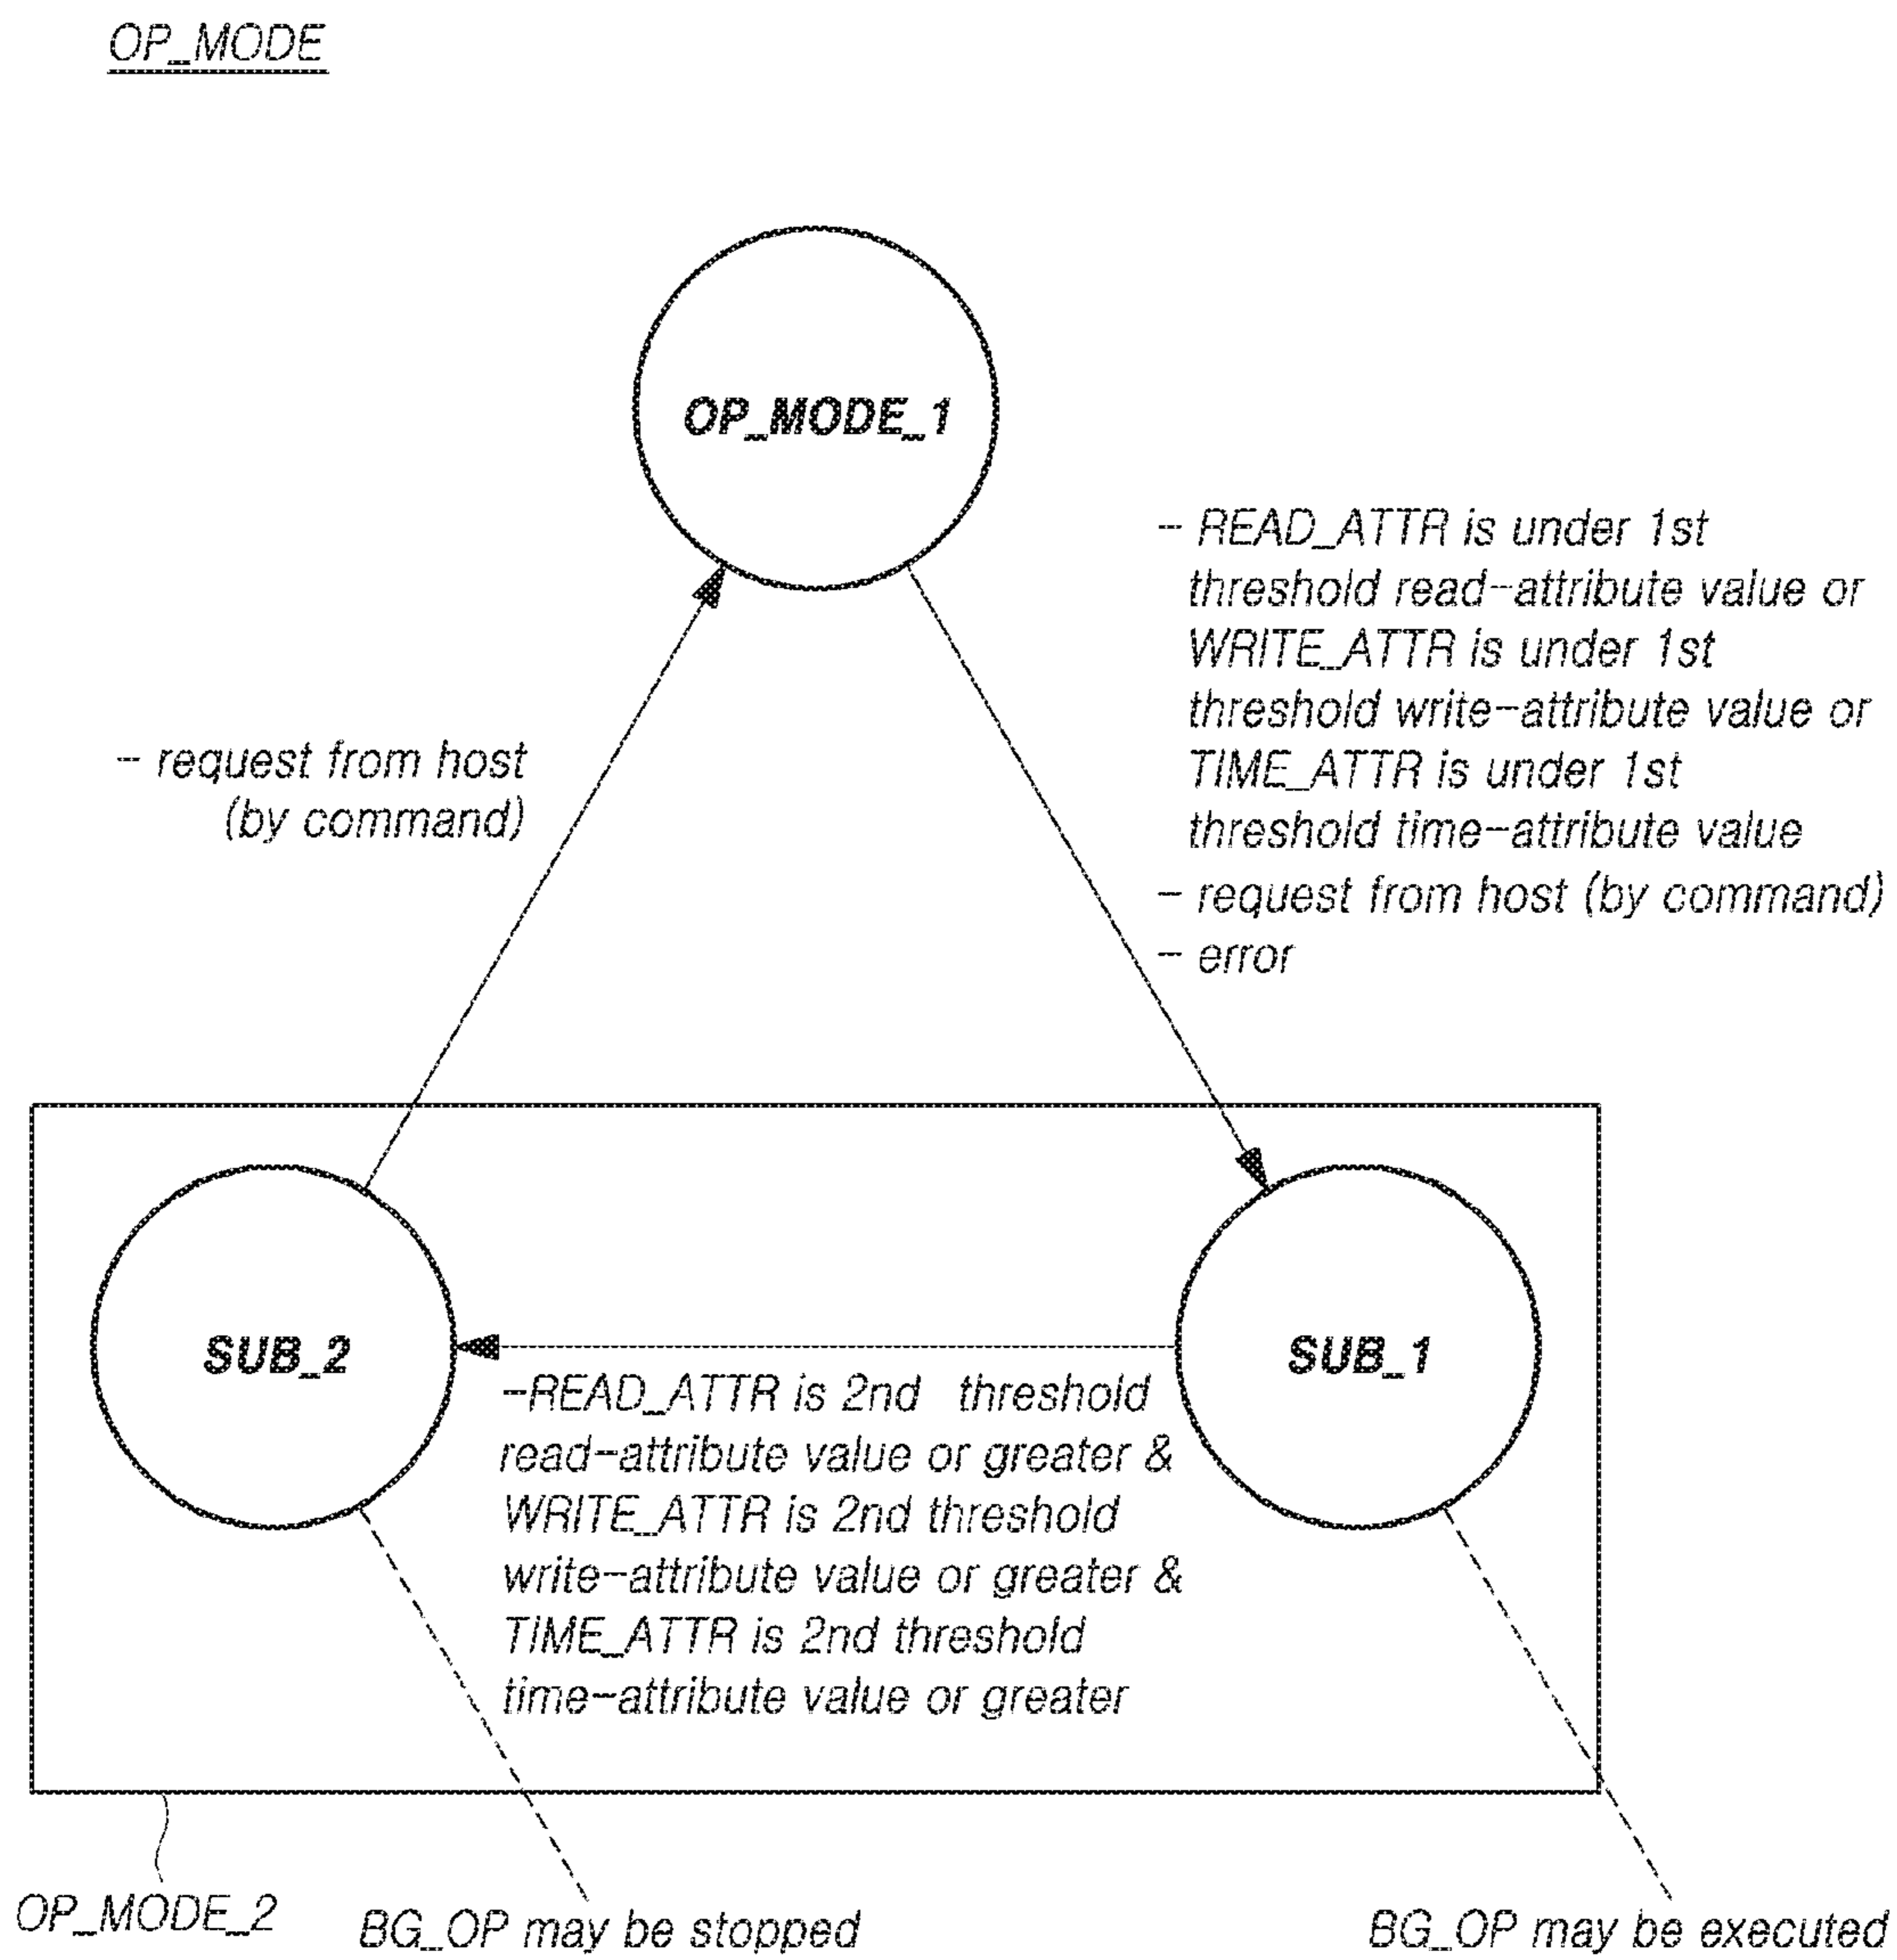 OP_MODE
OP_MODE_1
- READ_ATTR is under 1st
threshold read-attribute value or
WRITE_ATTR is under 1st
threshold write-attribute value or
TIME_ATTR is under 1st
threshold time-attribute value
- request from host (by command)
- error
- request from host
(by command)
SUB_2
SUB_1
-READ_ATTR is 2nd threshold
read-attribute value or greater &
WRITE_ATTR is 2nd threshold
write-attribute value or greater &
TIME_ATTR is 2nd threshold
time-attribute value or greater
OP_MODE_2
BG_OP may be stopped
BG_OP may be executed